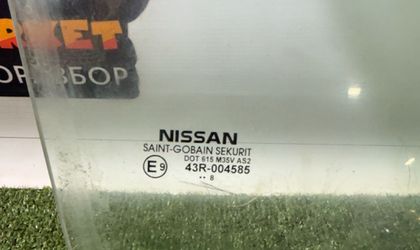 RKET
ОРАЗБОР
NISSAN
SAINT-GOBAIN SEKURIT
DOT 615 M35V AS2
E9 43R-004585
.. 8